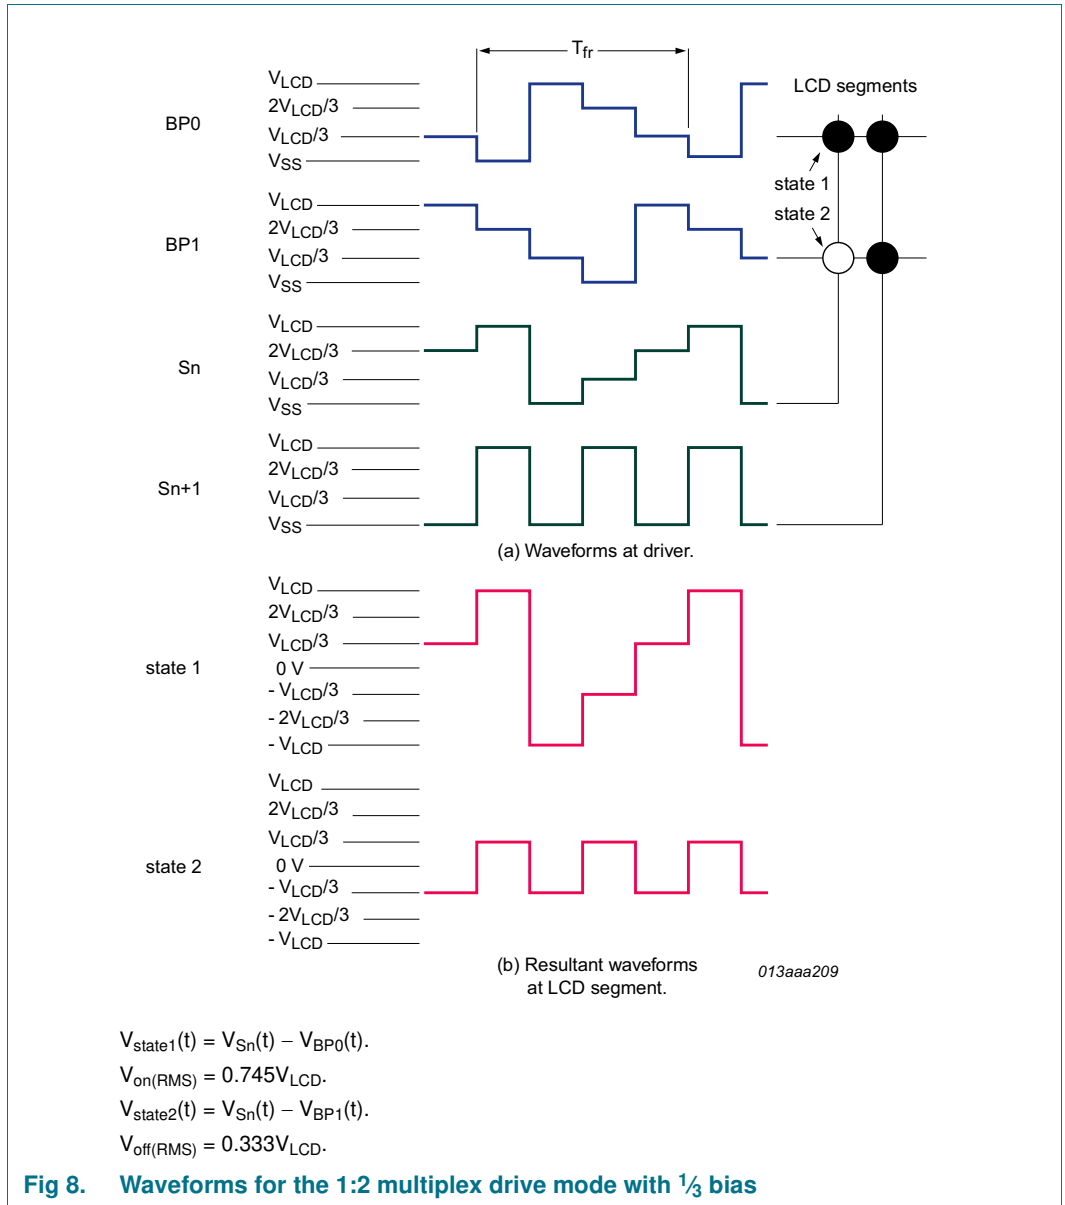 T_fr
V_LCD
2V_LCD/3
V_LCD/3
V_SS
BP0
LCD segments
state 1
state 2
V_LCD
2V_LCD/3
V_LCD/3
V_SS
BP1
V_LCD
2V_LCD/3
V_LCD/3
V_SS
Sn
V_LCD
2V_LCD/3
V_LCD/3
V_SS
Sn+1
(a) Waveforms at driver.
V_LCD
2V_LCD/3
V_LCD/3
0 V
- V_LCD/3
- 2V_LCD/3
- V_LCD
state 1
V_LCD
2V_LCD/3
V_LCD/3
0 V
- V_LCD/3
- 2V_LCD/3
- V_LCD
state 2
(b) Resultant waveforms
at LCD segment.
013aaa209
V_state1(t) = V_Sn(t) − V_BP0(t).
V_on(RMS) = 0.745V_LCD.
V_state2(t) = V_Sn(t) − V_BP1(t).
V_off(RMS) = 0.333V_LCD.
Fig 8. Waveforms for the 1:2 multiplex drive mode with 1⁄3 bias